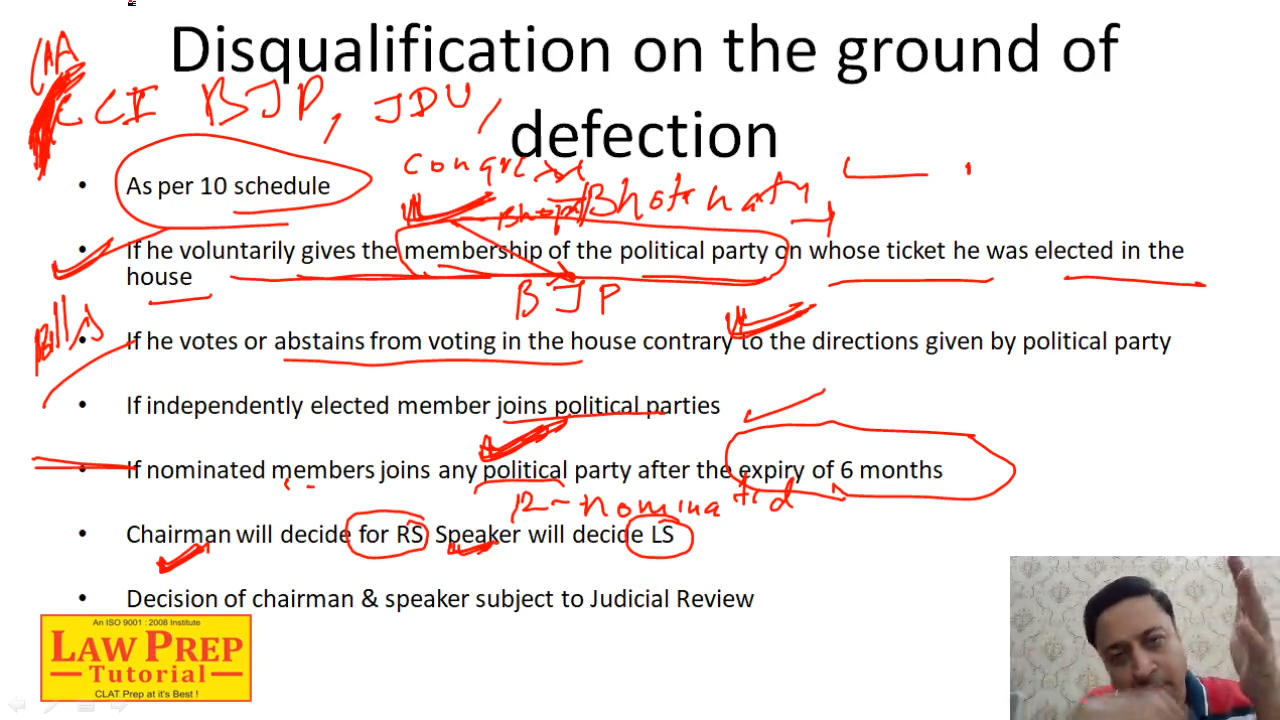 Disqualification on the ground of
defection
CAA
CCI BJP, JDU,
Congress
• As per 10 schedule
• If he voluntarily gives the membership of the political party on whose ticket he was elected in the
house
BJP
Bills
• If he votes or abstains from voting in the house contrary to the directions given by political party
• If independently elected member joins political parties
• If nominated members joins any political party after the expiry of 6 months
12 - nominated
• Chairman will decide for RS Speaker will decide LS
• Decision of chairman & speaker subject to Judicial Review
An ISO 9001 : 2008 Institute
LAW PREP
Tutorial
CLAT Prep at it's Best !